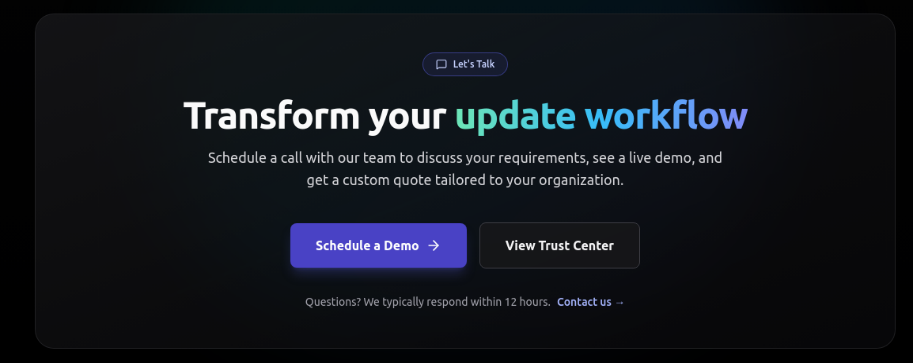 Let's Talk
Transform your update workflow
Schedule a call with our team to discuss your requirements, see a live demo, and
get a custom quote tailored to your organization.
Schedule a Demo →
View Trust Center
Questions? We typically respond within 12 hours. Contact us →